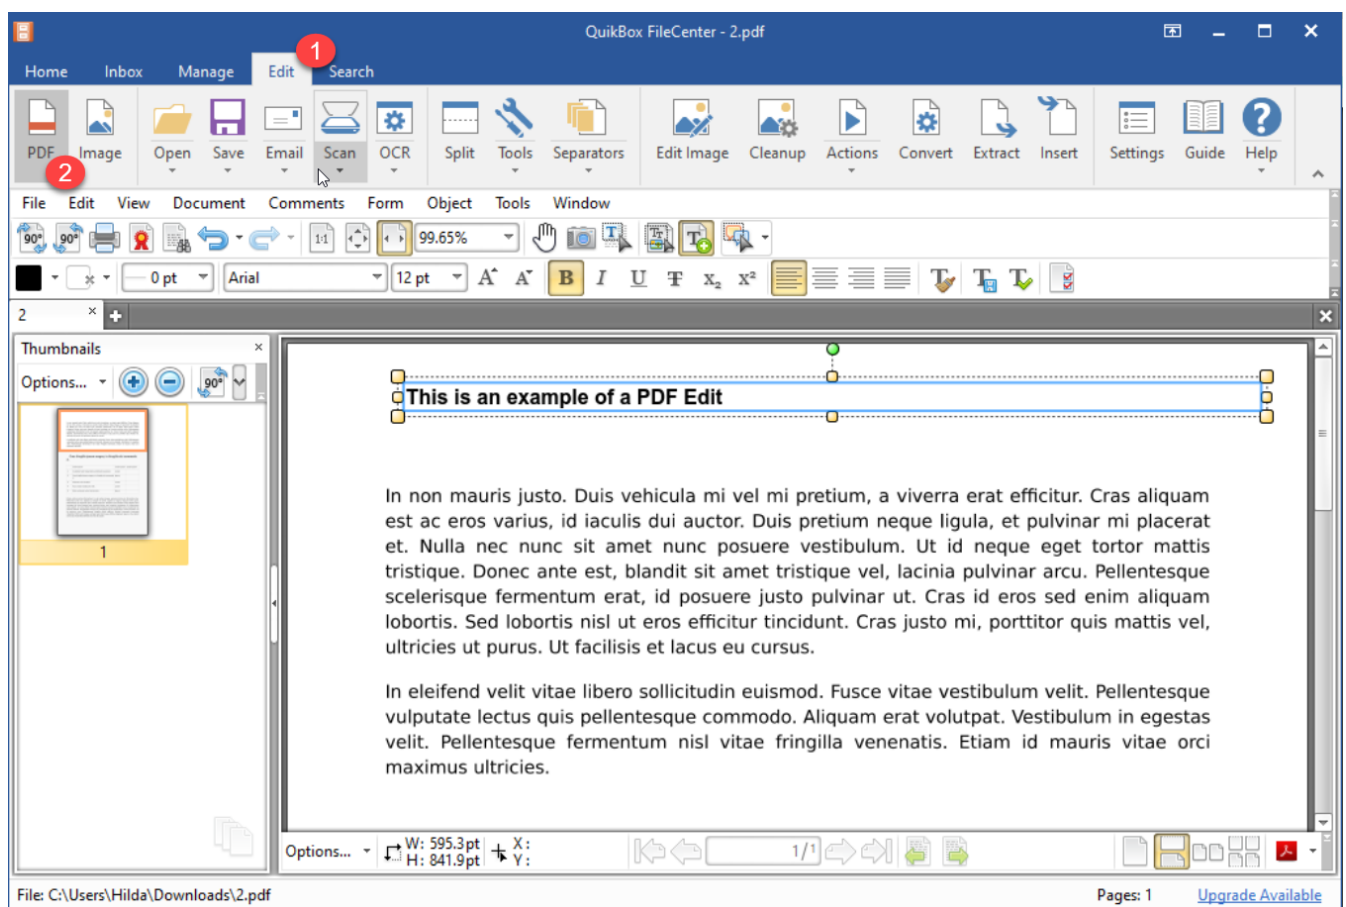 QuikBox FileCenter - 2.pdf
1
Home Inbox Manage Edit Search
PDF Image Open Save Email Scan OCR Split Tools Separators Edit Image Cleanup Actions Convert Extract Insert Settings Guide Help
2
File Edit View Document Comments Form Object Tools Window
90° 90° 1:1 99.65%
0 pt Arial 12 pt A A B I U T X₂ X²
2
Thumbnails
Options... 90°
This is an example of a PDF Edit
1
In non mauris justo. Duis vehicula mi vel mi pretium, a viverra erat efficitur. Cras aliquam
est ac eros varius, id iaculis dui auctor. Duis pretium neque ligula, et pulvinar mi placerat
et. Nulla nec nunc sit amet nunc posuere vestibulum. Ut id neque eget tortor mattis
tristique. Donec ante est, blandit sit amet tristique vel, lacinia pulvinar arcu. Pellentesque
scelerisque fermentum erat, id posuere justo pulvinar ut. Cras id eros sed enim aliquam
lobortis. Sed lobortis nisl ut eros efficitur tincidunt. Cras justo mi, porttitor quis mattis vel,
ultricies ut purus. Ut facilisis et lacus eu cursus.
In eleifend velit vitae libero sollicitudin euismod. Fusce vitae vestibulum velit. Pellentesque
vulputate lectus quis pellentesque commodo. Aliquam erat volutpat. Vestibulum in egestas
velit. Pellentesque fermentum nisl vitae fringilla venenatis. Etiam id mauris vitae orci
maximus ultricies.
Options... W: 595.3pt X:
H: 841.9pt Y:
1/1
File: C:\Users\Hilda\Downloads\2.pdf Pages: 1 Upgrade Available